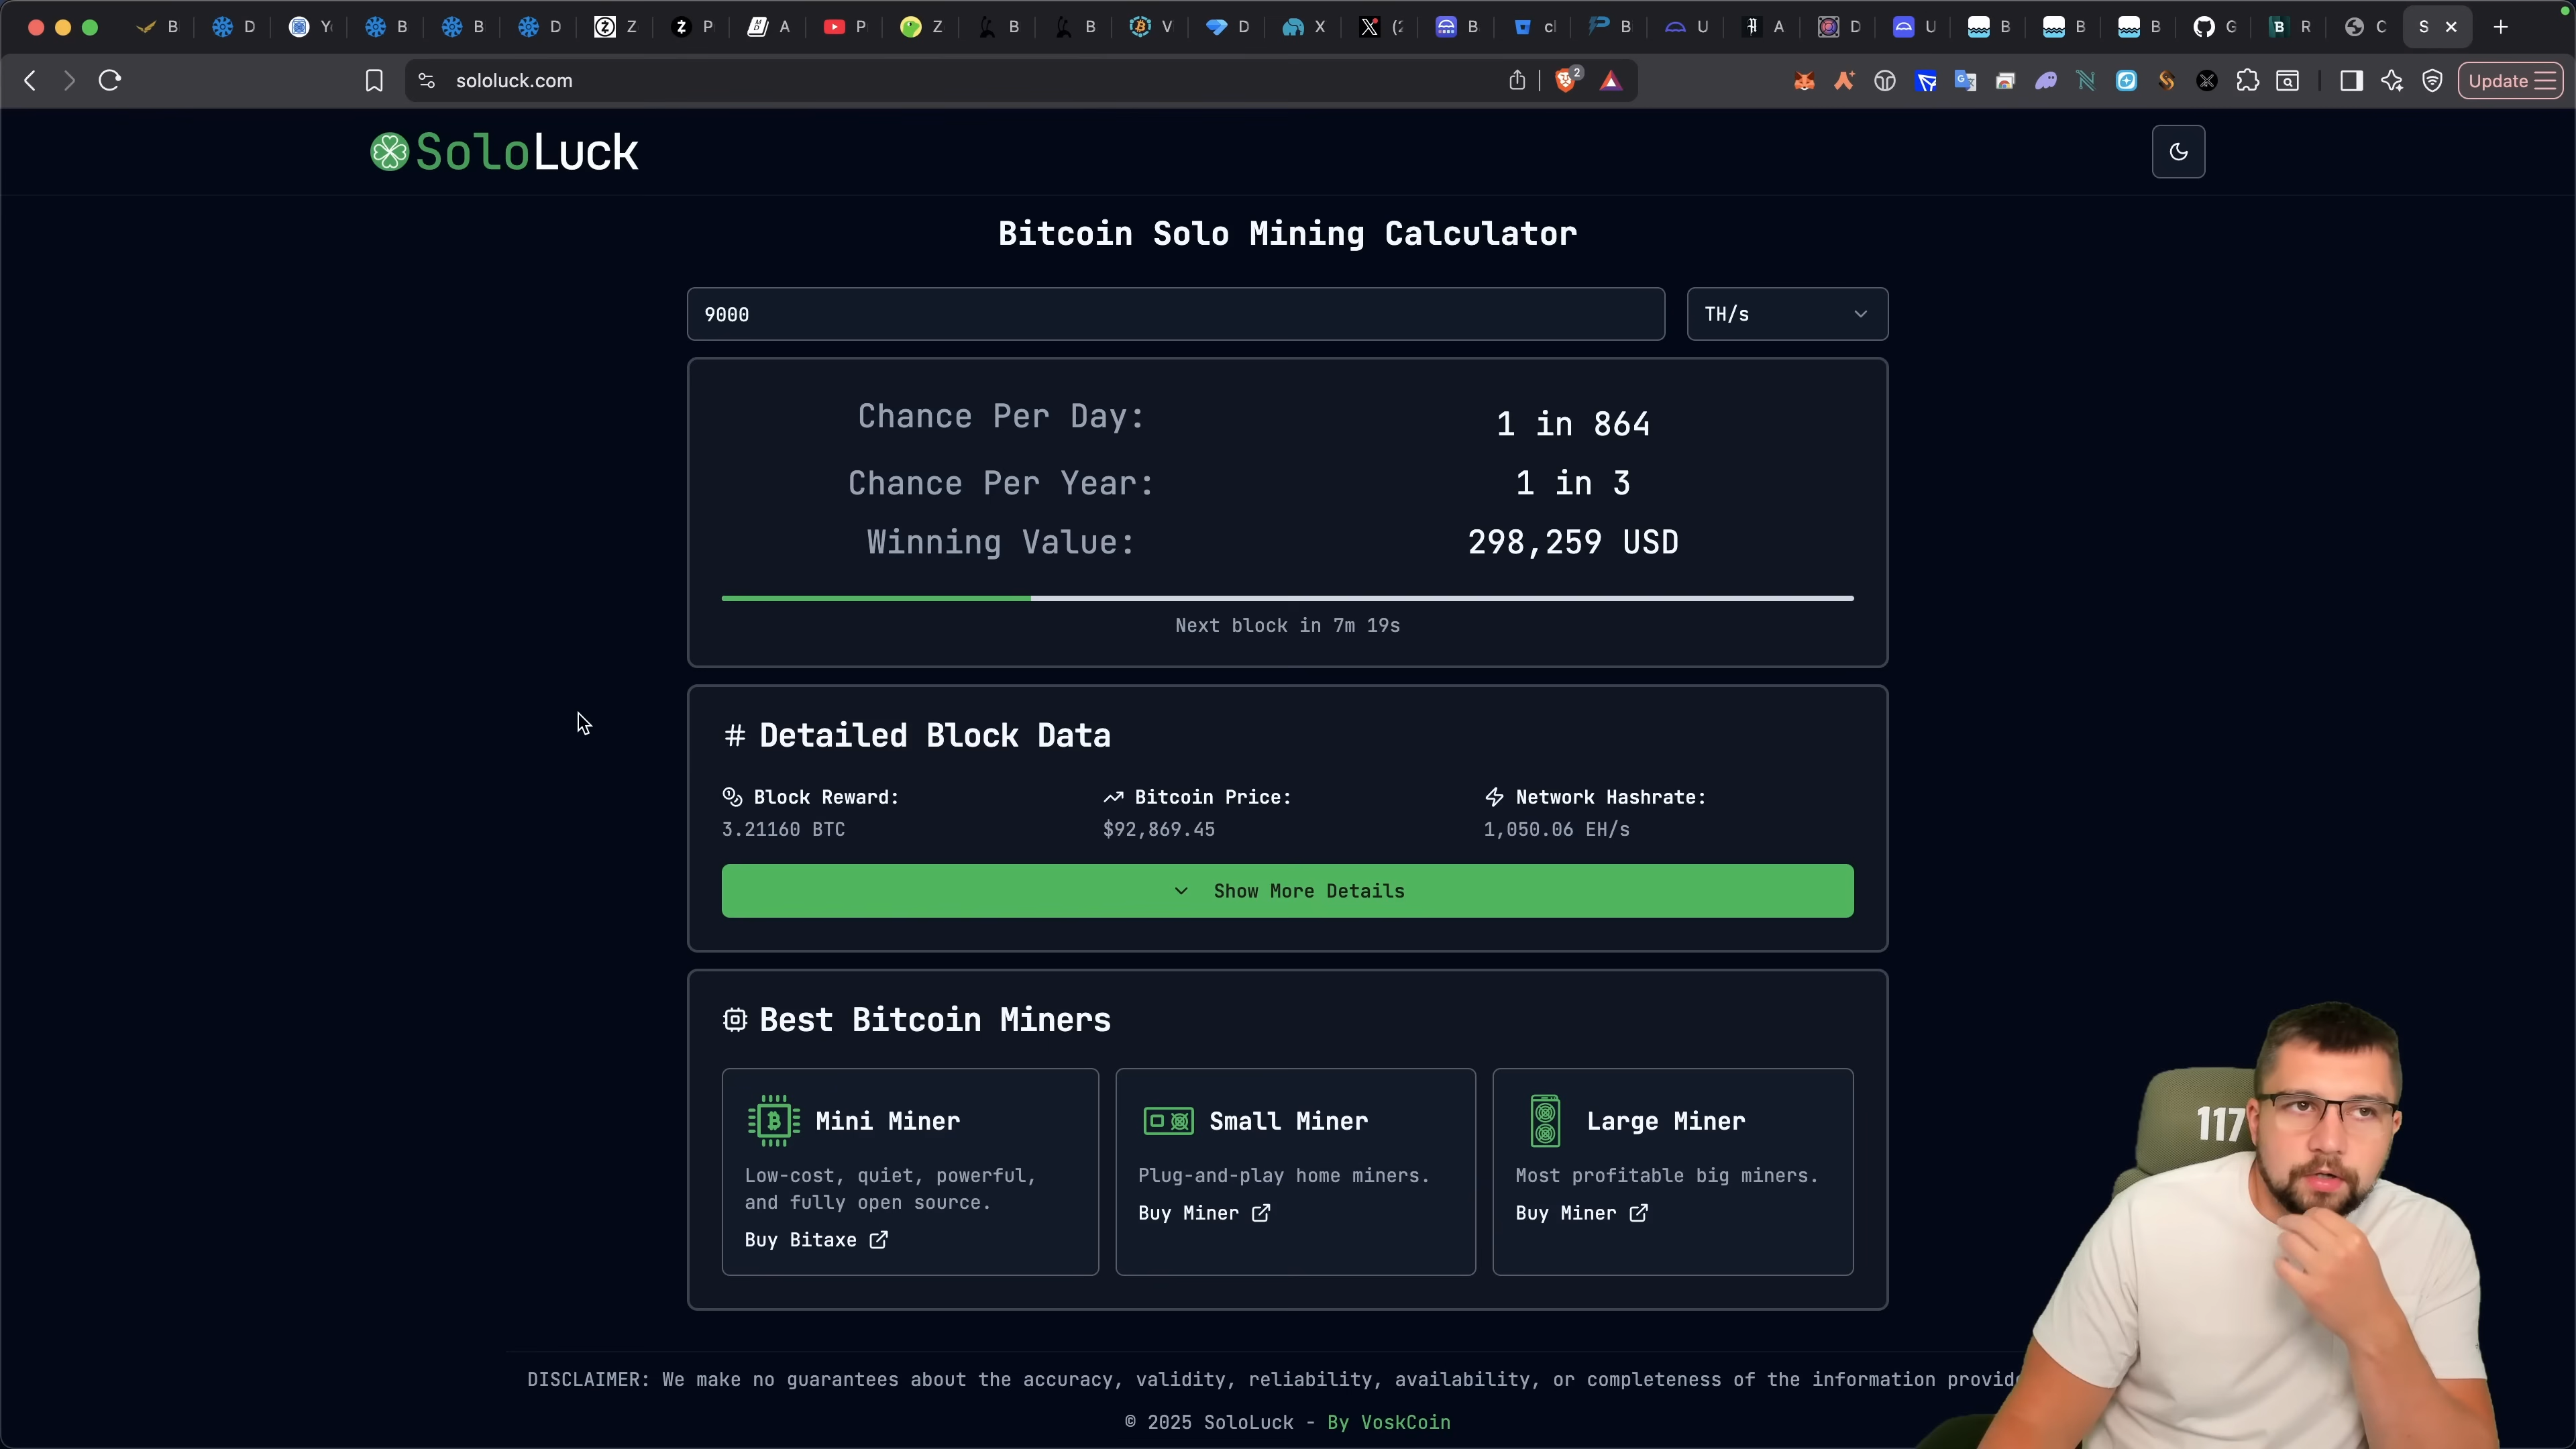 B D Y B B D Z P A P Z B B V D X (2 B cl B U A D U B B B G R C S
sololuck.com
2
Update
SoloLuck
Bitcoin Solo Mining Calculator
9000
TH/s
Chance Per Day:
1 in 864
Chance Per Year:
1 in 3
Winning Value:
298,259 USD
Next block in 7m 19s
# Detailed Block Data
Block Reward:
3.21160 BTC
Bitcoin Price:
$92,869.45
Network Hashrate:
1,050.06 EH/s
Show More Details
Best Bitcoin Miners
Mini Miner
Low-cost, quiet, powerful,
and fully open source.
Buy Bitaxe
Small Miner
Plug-and-play home miners.
Buy Miner
Large Miner
Most profitable big miners.
Buy Miner
117
DISCLAIMER: We make no guarantees about the accuracy, validity, reliability, availability, or completeness of the information provid
© 2025 SoloLuck - By VoskCoin